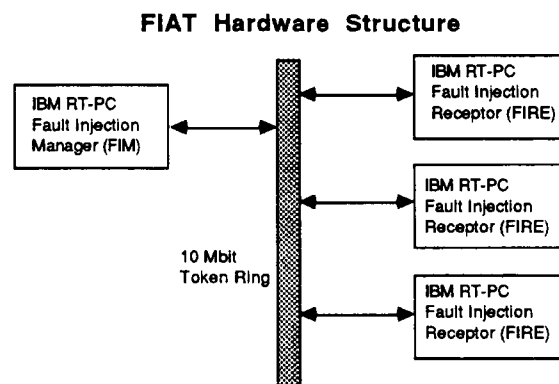 FIAT Hardware Structure
IBM RT-PC
Fault Injection
Manager (FIM)
10 Mbit
Token Ring
IBM RT-PC
Fault Injection
Receptor (FIRE)
IBM RT-PC
Fault Injection
Receptor (FIRE)
IBM RT-PC
Fault Injection
Receptor (FIRE)